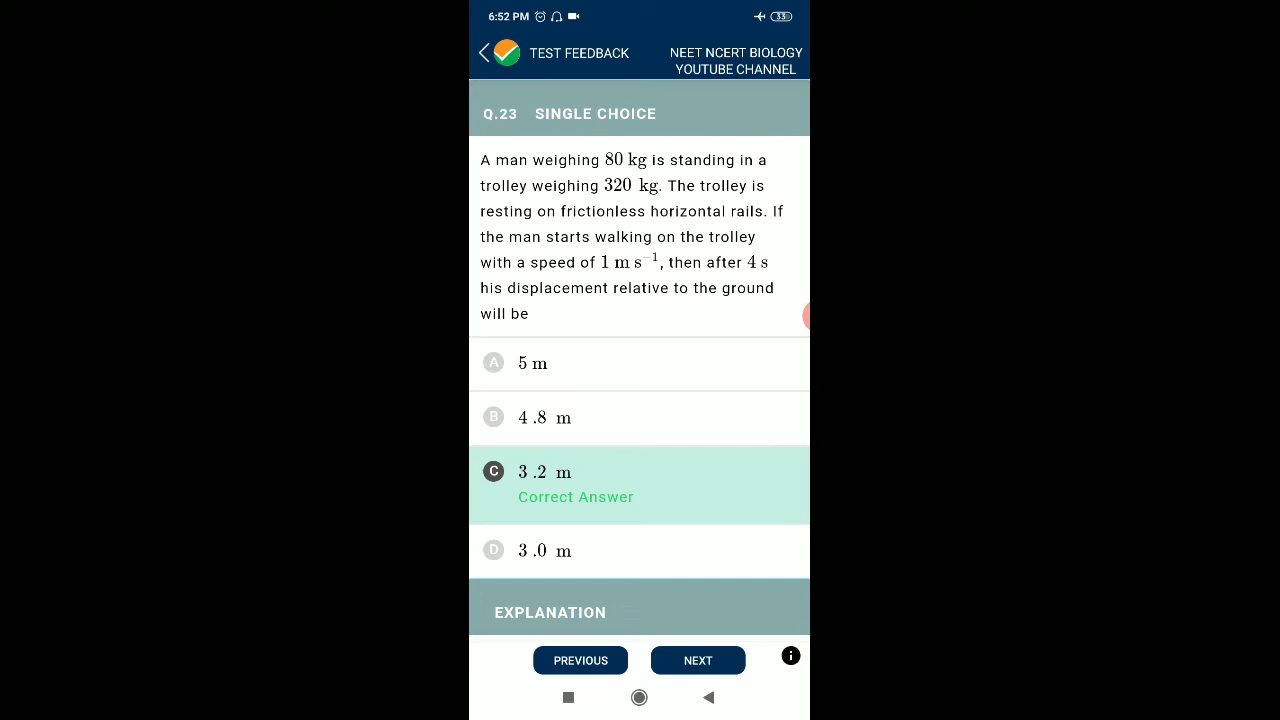 6:52 PM 33
TEST FEEDBACK
NEET NCERT BIOLOGY
YOUTUBE CHANNEL
Q.23 SINGLE CHOICE
A man weighing 80 kg is standing in a
trolley weighing 320 kg. The trolley is
resting on frictionless horizontal rails. If
the man starts walking on the trolley
with a speed of 1 m s⁻¹, then after 4 s
his displacement relative to the ground
will be
A 5 m
B 4 .8 m
C 3 .2 m
Correct Answer
D 3 .0 m
EXPLANATION
PREVIOUS NEXT